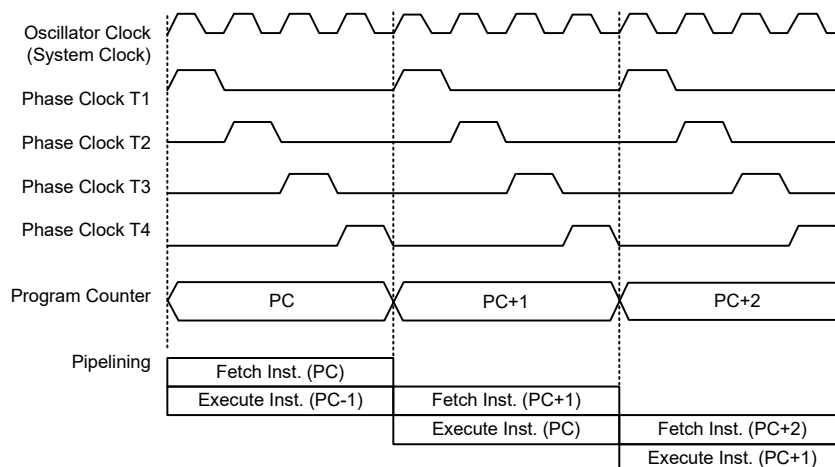 Oscillator Clock
(System Clock)
Phase Clock T1
Phase Clock T2
Phase Clock T3
Phase Clock T4
Program Counter
PC
PC+1
PC+2
Pipelining
Fetch Inst. (PC)
Execute Inst. (PC-1)
Fetch Inst. (PC+1)
Execute Inst. (PC)
Fetch Inst. (PC+2)
Execute Inst. (PC+1)